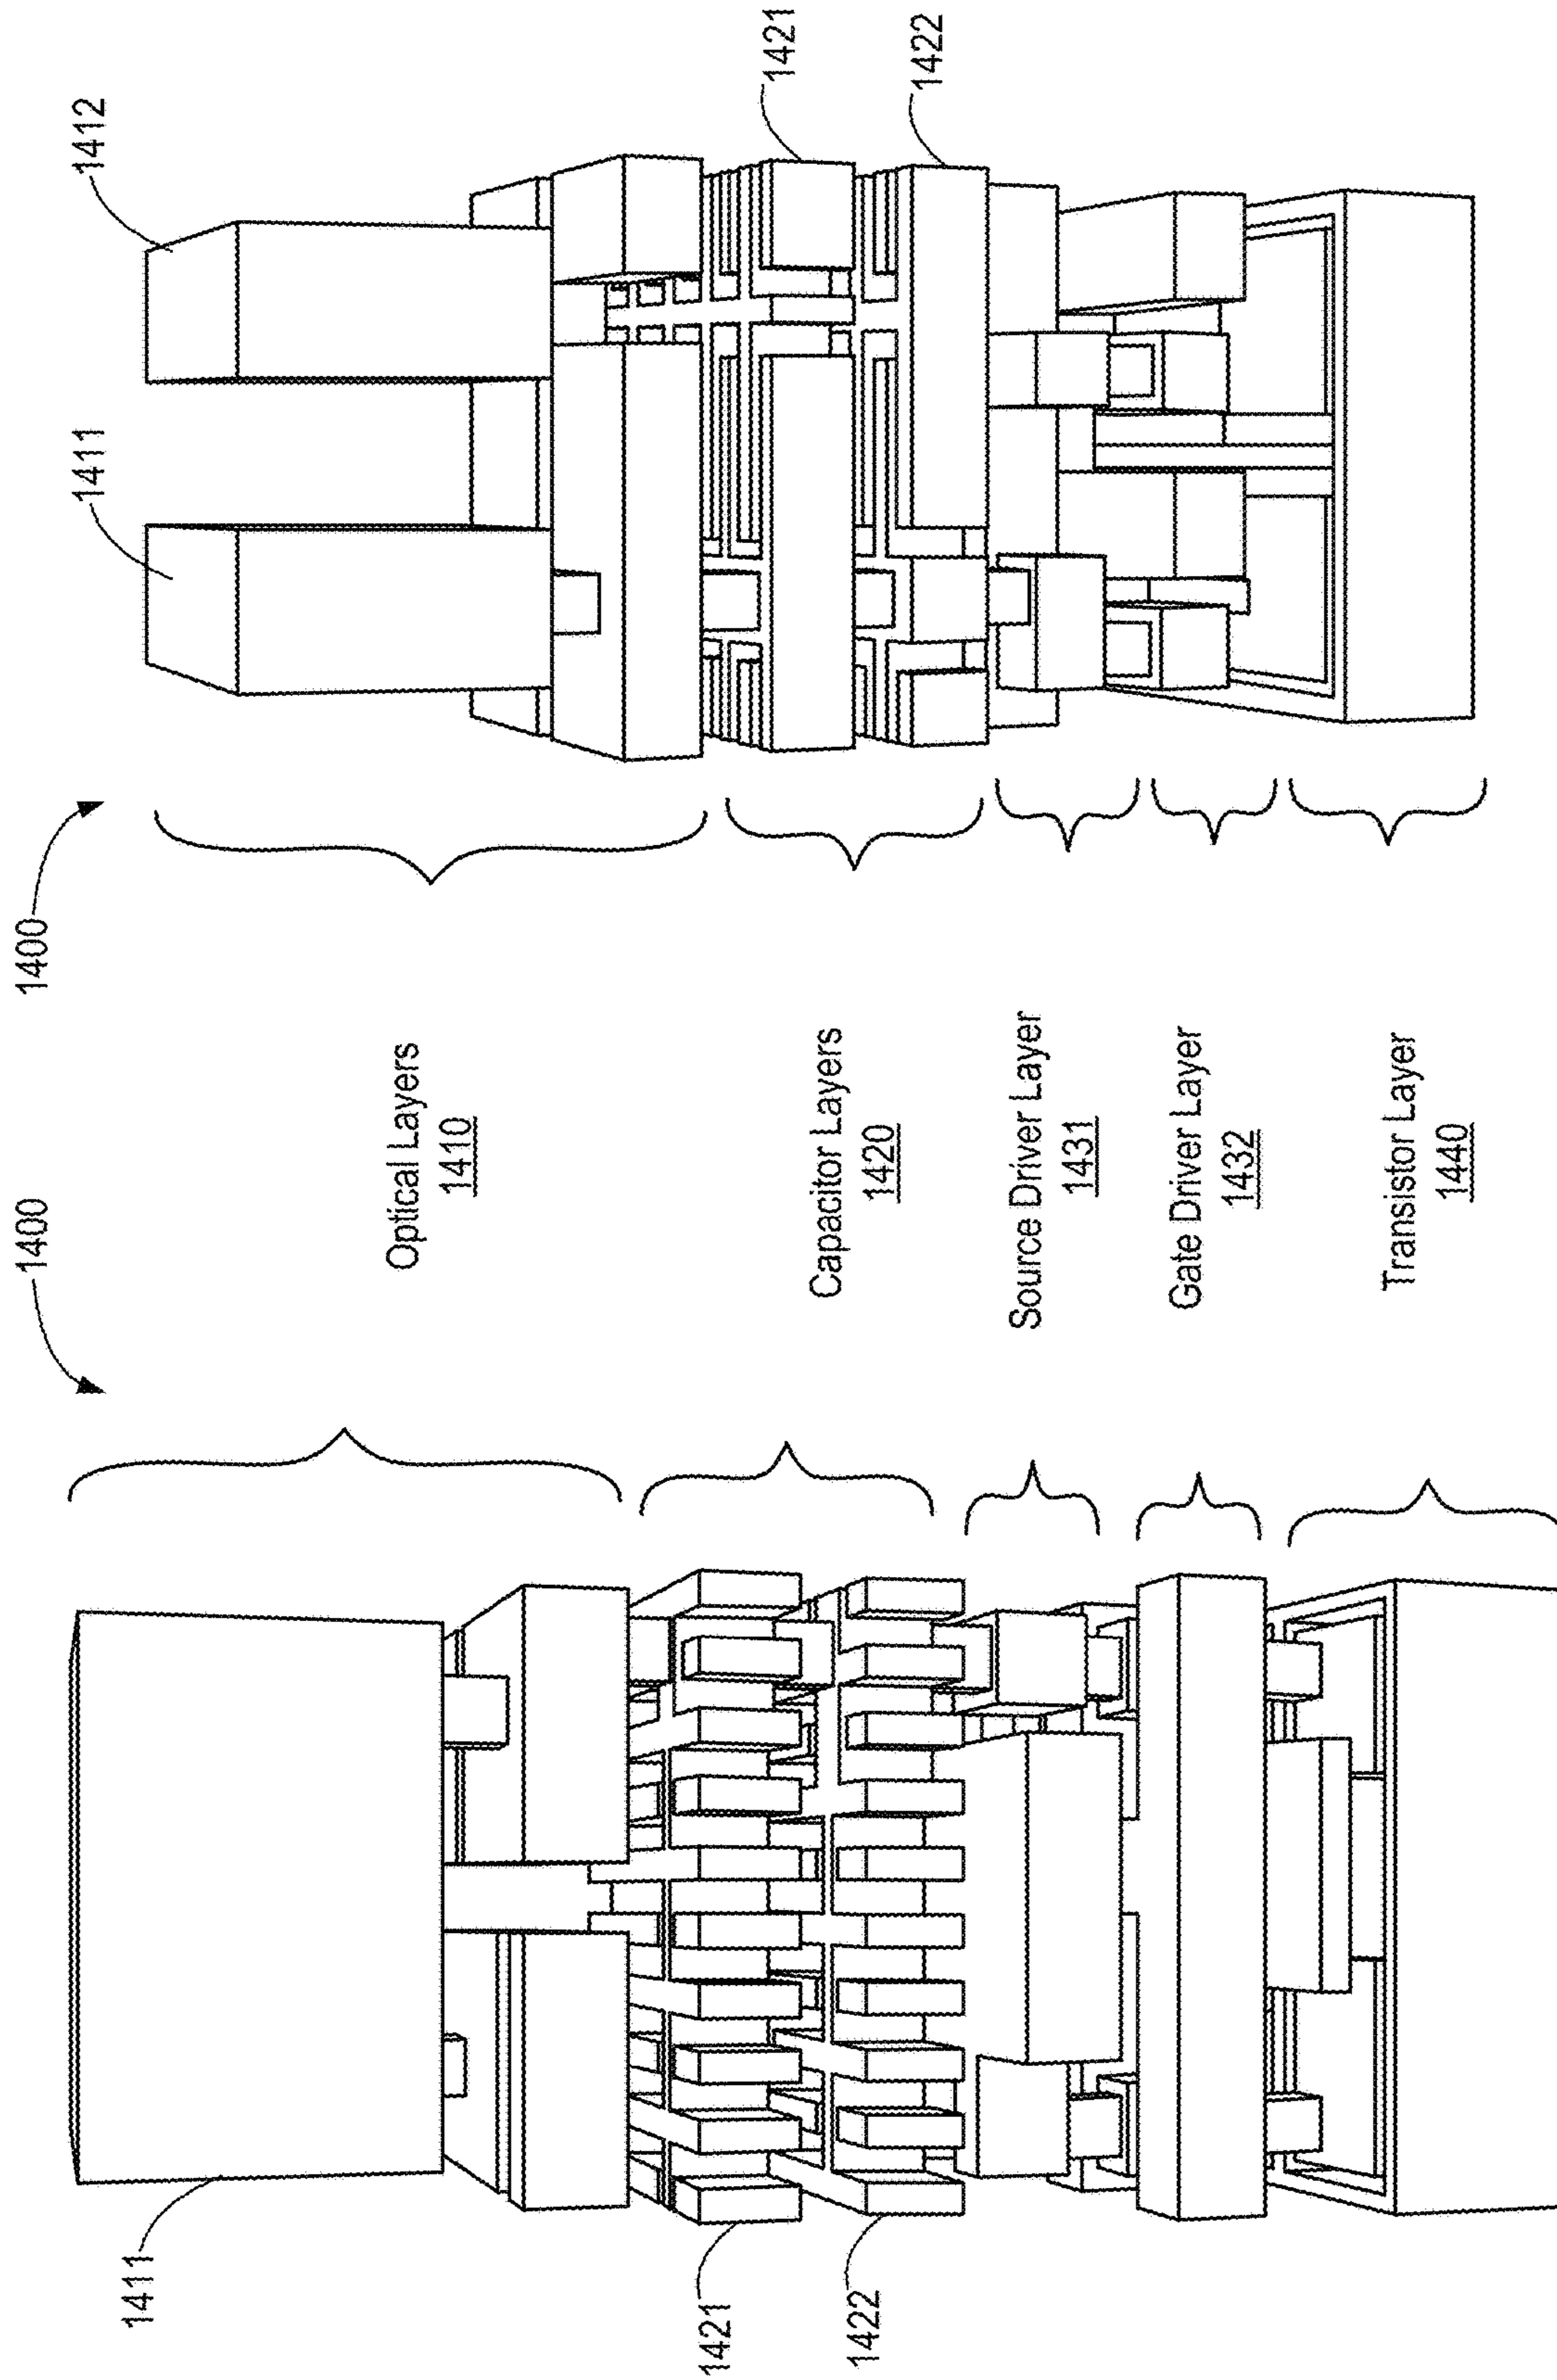 1400
1400
1411
1421
1422
Optical Layers
1410
Capacitor Layers
1420
Source Driver Layer
1431
Gate Driver Layer
1432
Transistor Layer
1440
1411
1412
1421
1422